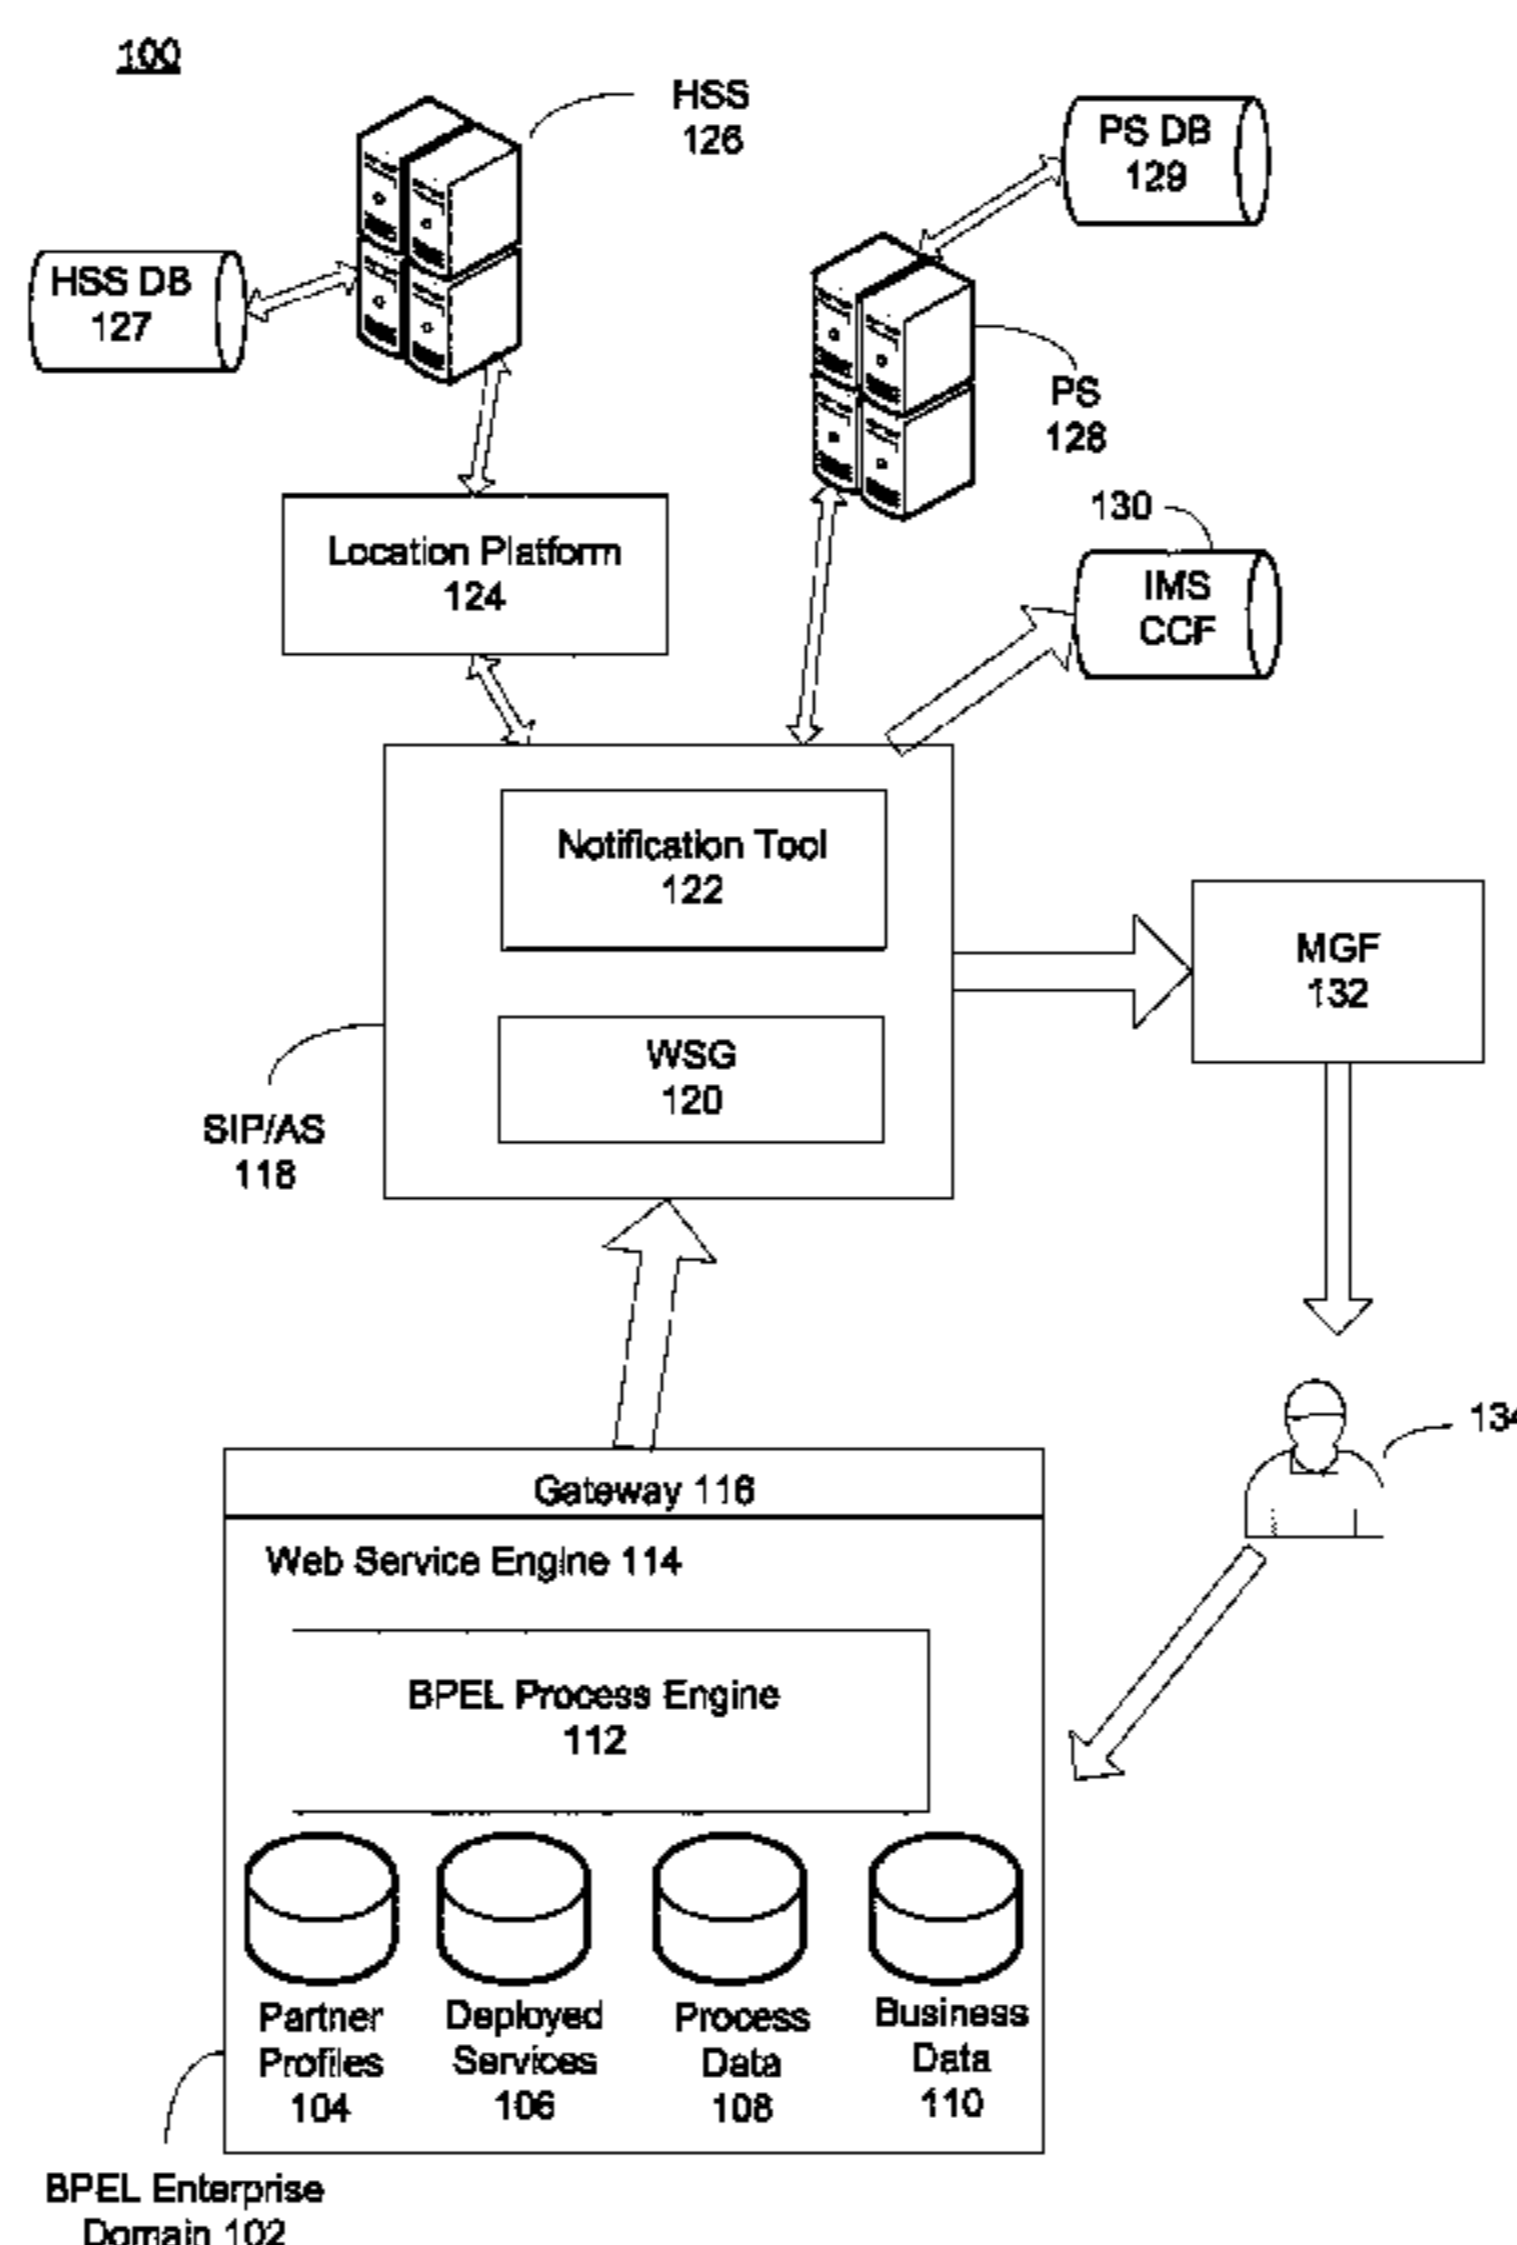 100
HSS
126
PS DB
129
HSS DB
127
PS
128
130
Location Platform
124
IMS
CCF
Notification Tool
122
MGF
132
WSG
120
SIP/AS
118
134
Gateway 116
Web Service Engine 114
BPEL Process Engine
112
Partner
Profiles
104
Deployed
Services
106
Process
Data
108
Business
Data
110
BPEL Enterprise
Domain 102